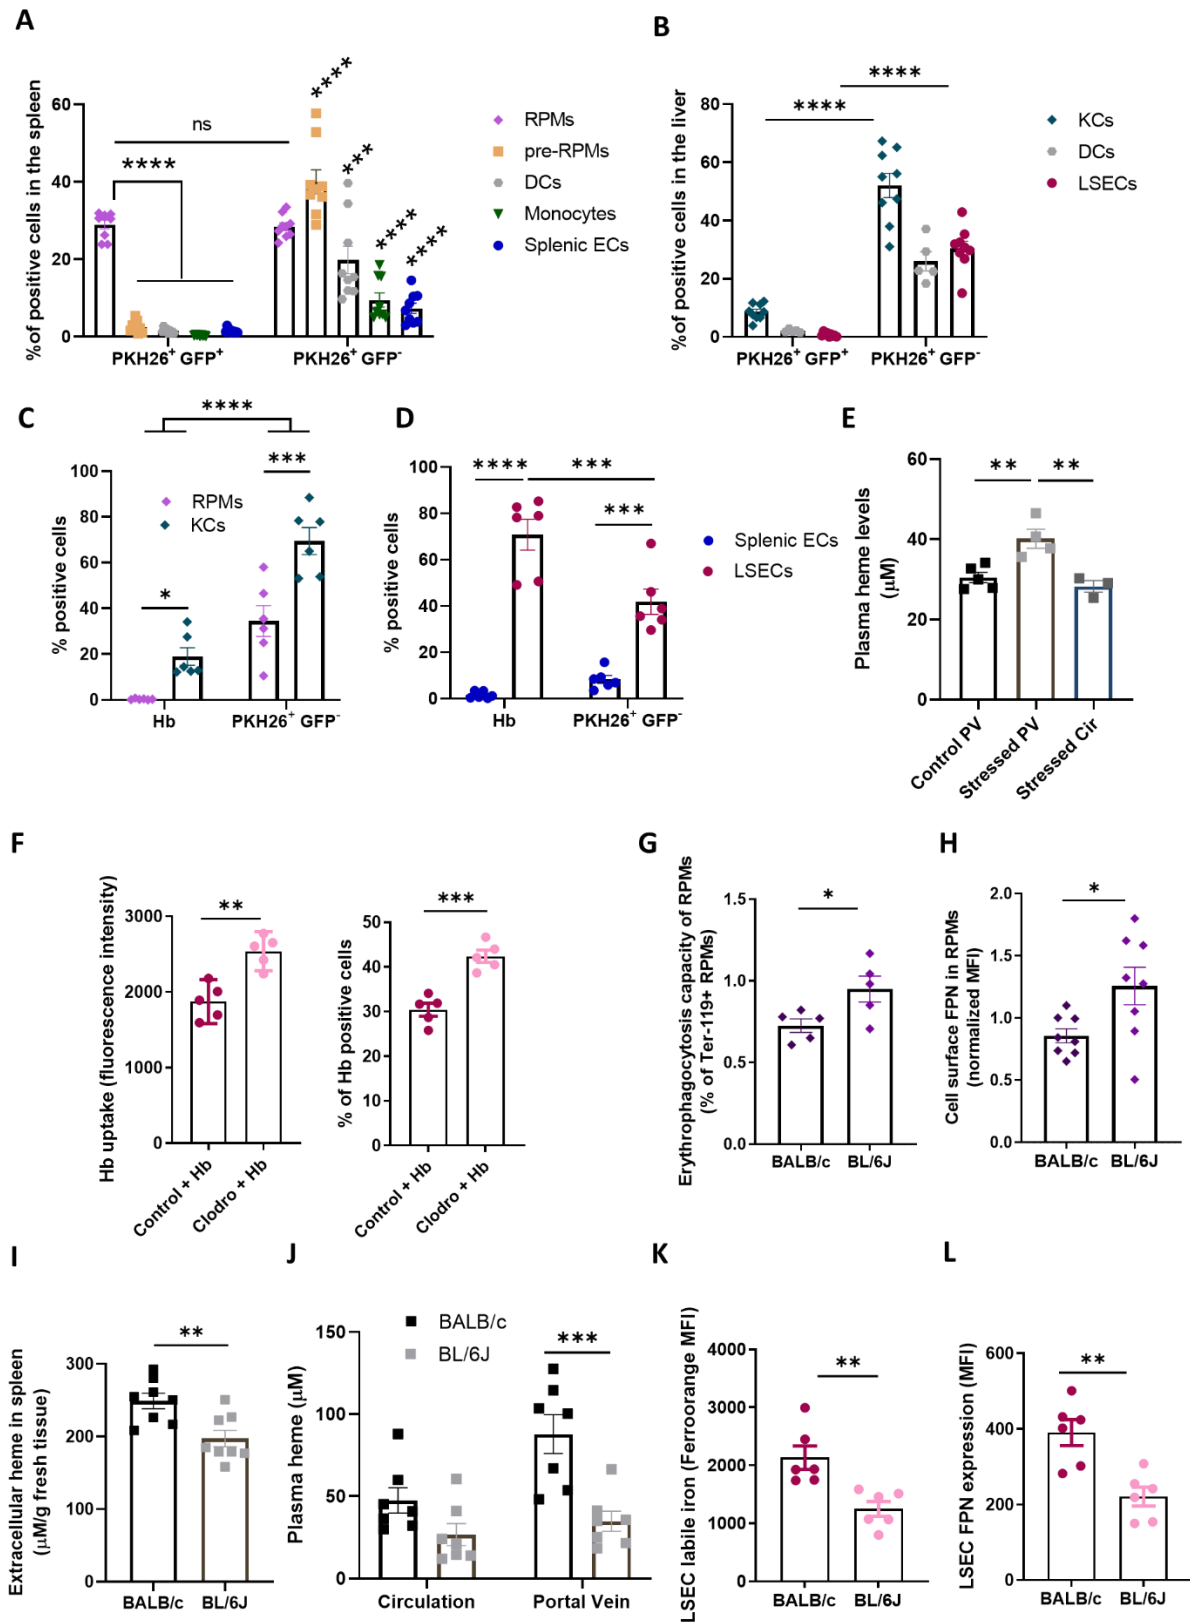 A
%of positive cells in the spleen
60
40
20
0
ns
****
****
***
****
****
PKH26+ GFP+
PKH26+ GFP-
RPMs
pre-RPMs
DCs
Monocytes
Splenic ECs
B
%of positive cells in the liver
80
60
40
20
0
****
****
PKH26+ GFP+
PKH26+ GFP-
KCs
DCs
LSECs
C
% positive cells
100
80
60
40
20
0
****
***
*
RPMs
KCs
Hb
PKH26+ GFP-
D
% positive cells
100
80
60
40
20
0
****
***
***
Hb
PKH26+ GFP-
Splenic ECs
LSECs
E
Plasma heme levels
(μM)
60
40
20
0
**
**
Control PV
Stressed PV
Stressed Cir
F
Hb uptake (fluorescence intensity)
3000
2000
1000
0
**
Control + Hb
Clodro + Hb
% of Hb positive cells
50
40
30
20
10
0
***
Control + Hb
Clodro + Hb
G
Erythrophagocytosis capacity of RPMs
(% of Ter-119+ RPMs)
1.5
1.0
0.5
0.0
*
BALB/c
BL/6J
H
Cell surface FPN in RPMs
(normalized MFI)
2.0
1.5
1.0
0.5
0.0
*
BALB/c
BL/6J
I
Extracellular heme in spleen
(μM/g fresh tissue)
300
200
100
0
**
BALB/c
BL/6J
J
Plasma heme (μM)
150
100
50
0
BALB/c
BL/6J
***
Circulation
Portal Vein
K
LSEC labile iron (Ferroorange MFI)
4000
3000
2000
1000
0
**
BALB/c
BL/6J
L
LSEC FPN expression (MFI)
600
400
200
0
**
BALB/c
BL/6J